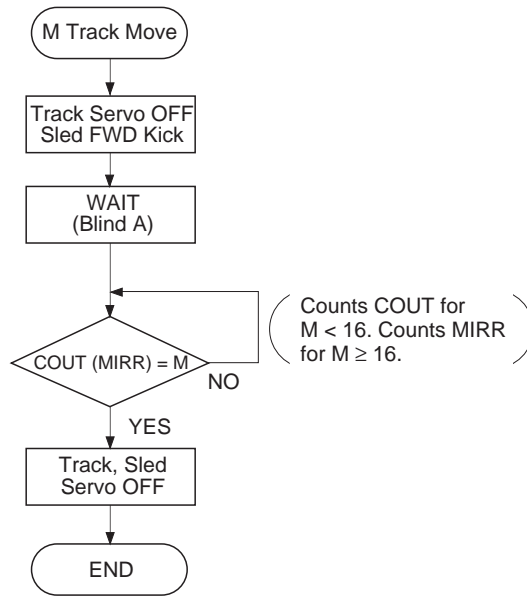 M Track Move
Track Servo OFF
Sled FWD Kick
WAIT
(Blind A)
Counts COUT for
M < 16. Counts MIRR
for M ≥ 16.
COUT (MIRR) = M
NO
YES
Track, Sled
Servo OFF
END